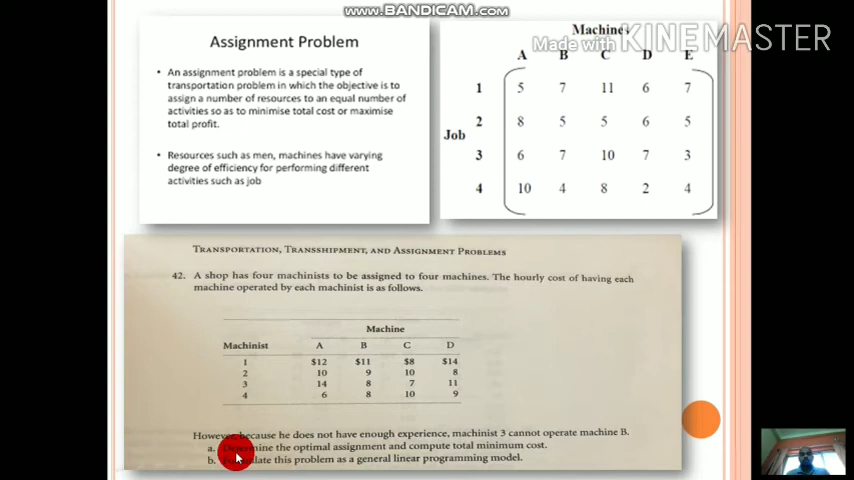 WWW.BANDICAM.COM
Made with KINEMASTER
Assignment Problem
• An assignment problem is a special type of
transportation problem in which the objective is to
assign a number of resources to an equal number of
activities so as to minimise total cost or maximise
total profit.
• Resources such as men, machines have varying
degree of efficiency for performing different
activities such as job
Machines
A B C D E
1 5 7 11 6 7
2 8 5 5 6 5
Job
3 6 7 10 7 3
4 10 4 8 2 4
TRANSPORTATION, TRANSSHIPMENT, AND ASSIGNMENT PROBLEMS
42. A shop has four machinists to be assigned to four machines. The hourly cost of having each
machine operated by each machinist is as follows.
Machine
Machinist A B C D
1 $12 $11 $8 $14
2 10 9 10 8
3 14 8 7 11
4 6 8 10 9
However, because he does not have enough experience, machinist 3 cannot operate machine B.
a. Determine the optimal assignment and compute total minimum cost.
b. Formulate this problem as a general linear programming model.